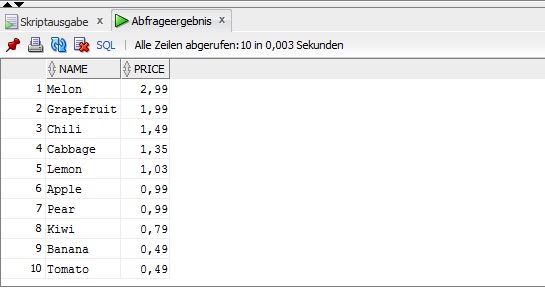 Skriptausgabe x Abfrageergebnis x
SQL | Alle Zeilen abgerufen:10 in 0,003 Sekunden
NAME PRICE
1 Melon 2,99
2 Grapefruit 1,99
3 Chili 1,49
4 Cabbage 1,35
5 Lemon 1,03
6 Apple 0,99
7 Pear 0,99
8 Kiwi 0,79
9 Banana 0,49
10 Tomato 0,49